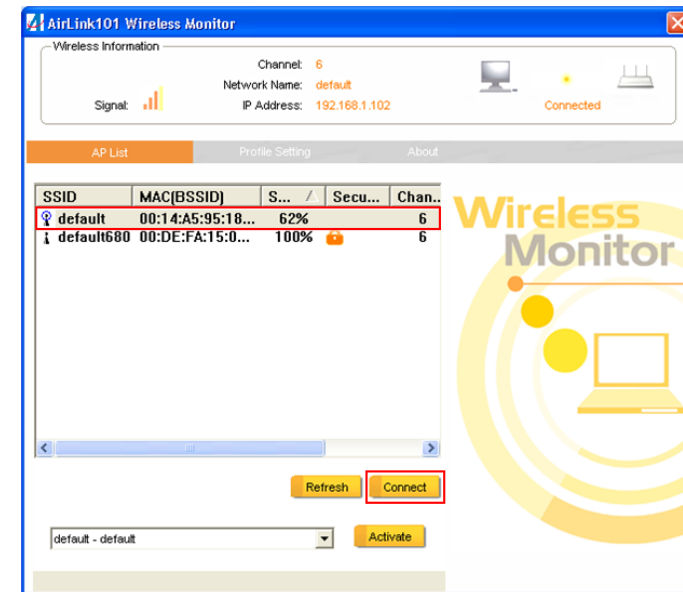 AirLink101 Wireless Monitor
Wireless Information
Channel: 6
Network Name: default
Signal: IP Address: 192.168.1.102
Connected
AP List Profile Setting About
SSID MAC(BSSID) S... Secu... Chan..
default 00:14:A5:95:18... 62% 6
default680 00:DE:FA:15:0... 100% 6
Wireless
Monitor
Refresh Connect
default - default Activate